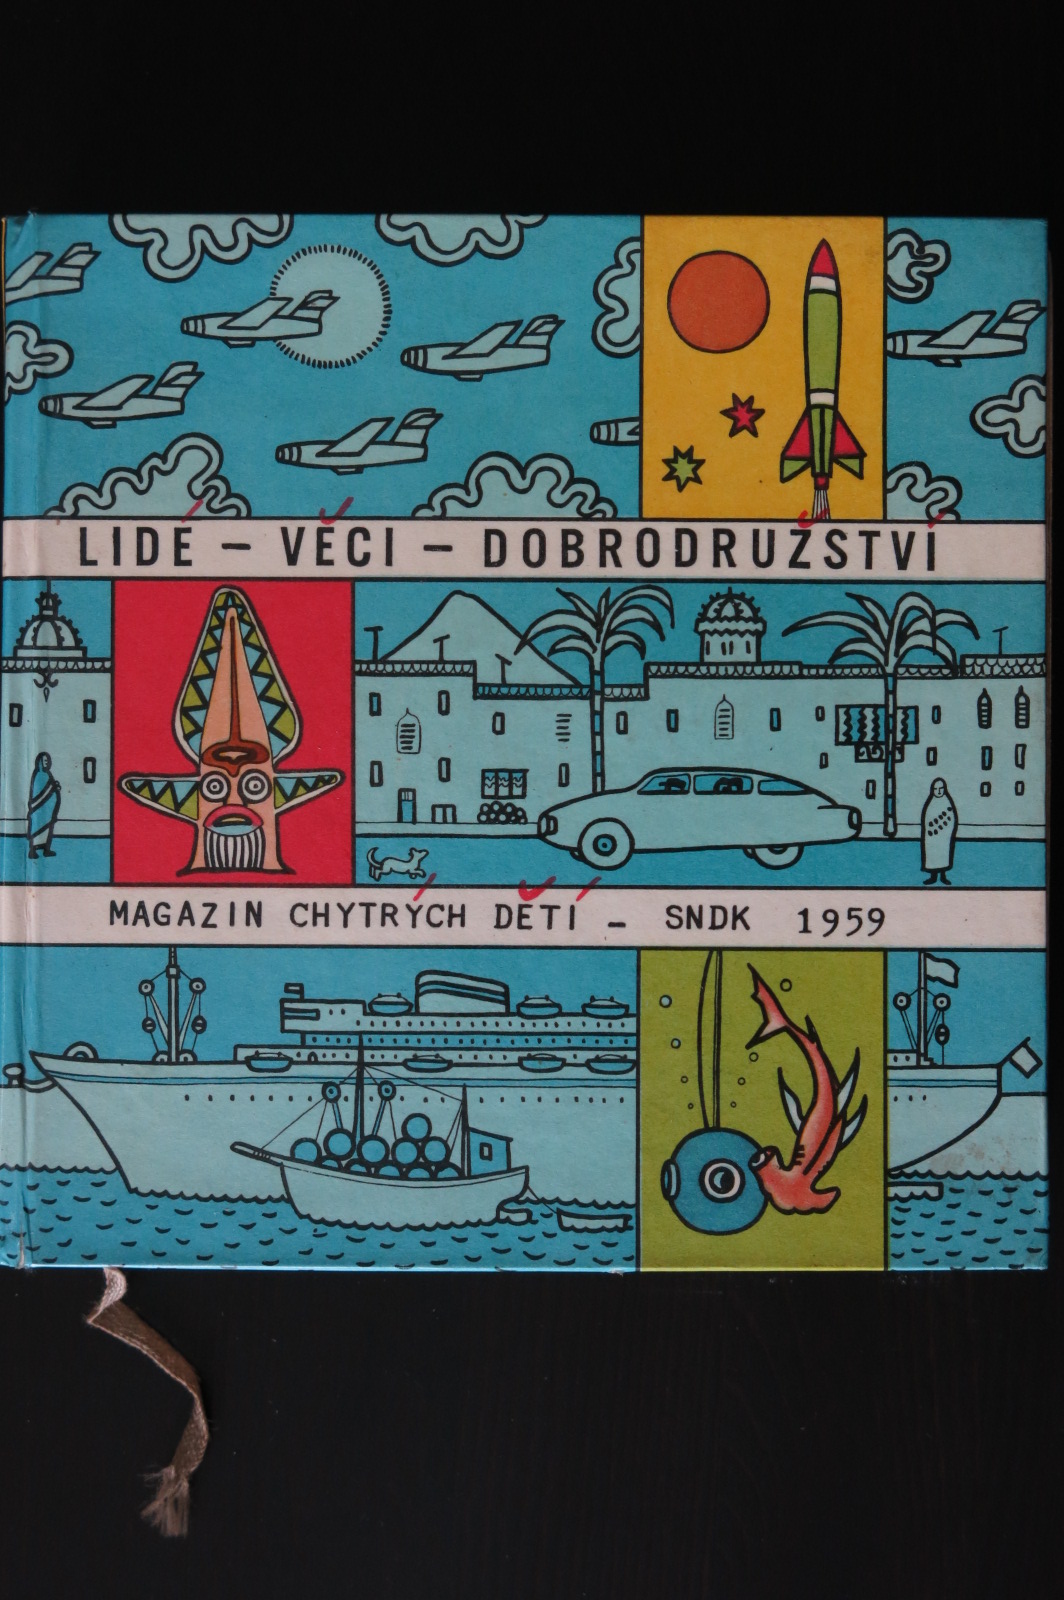 LIDÉ – VĚCI – DOBRODRUŽSTVÍ
MAGAZIN CHYTRÝCH DĚTÍ – SNDK 1959